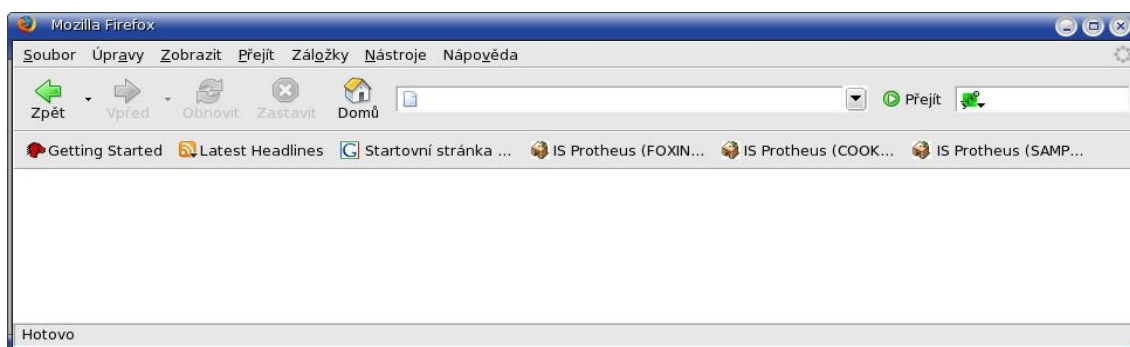 Mozilla Firefox
Soubor Úpravy Zobrazit Přejít Záložky Nástroje Nápověda
Zpět Vpřed Obnovit Zastavit Domů Přejít
Getting Started Latest Headlines G Startovní stránka ... IS Protheus (FOXIN... IS Protheus (COOK... IS Protheus (SAMP...
Hotovo